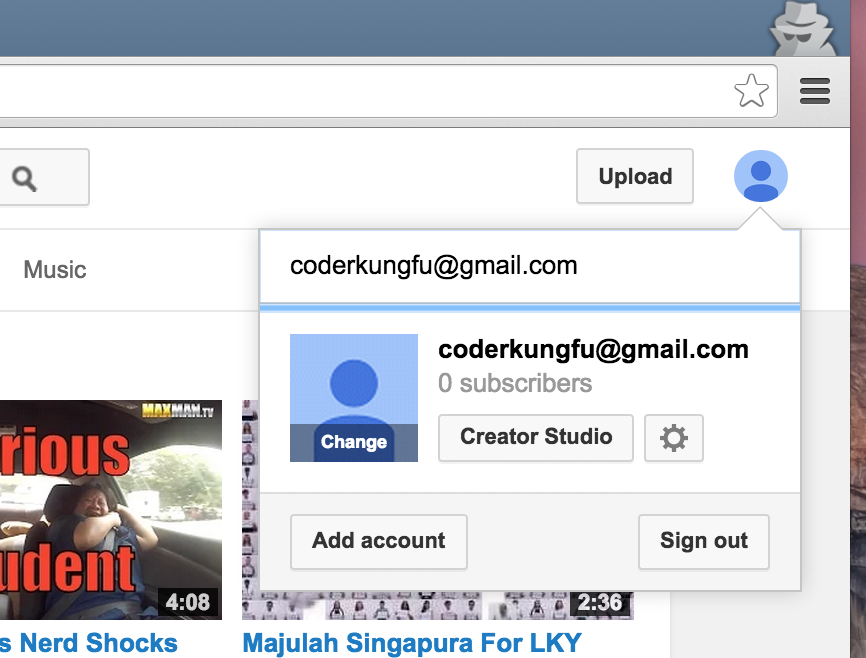 Upload
coderkungfu@gmail.com
Music
coderkungfu@gmail.com
0 subscribers
Change
Creator Studio
Add account
Sign out
MAXMAN.TV
rious
udent
4:08
2:36
s Nerd Shocks
Majulah Singapura For LKY